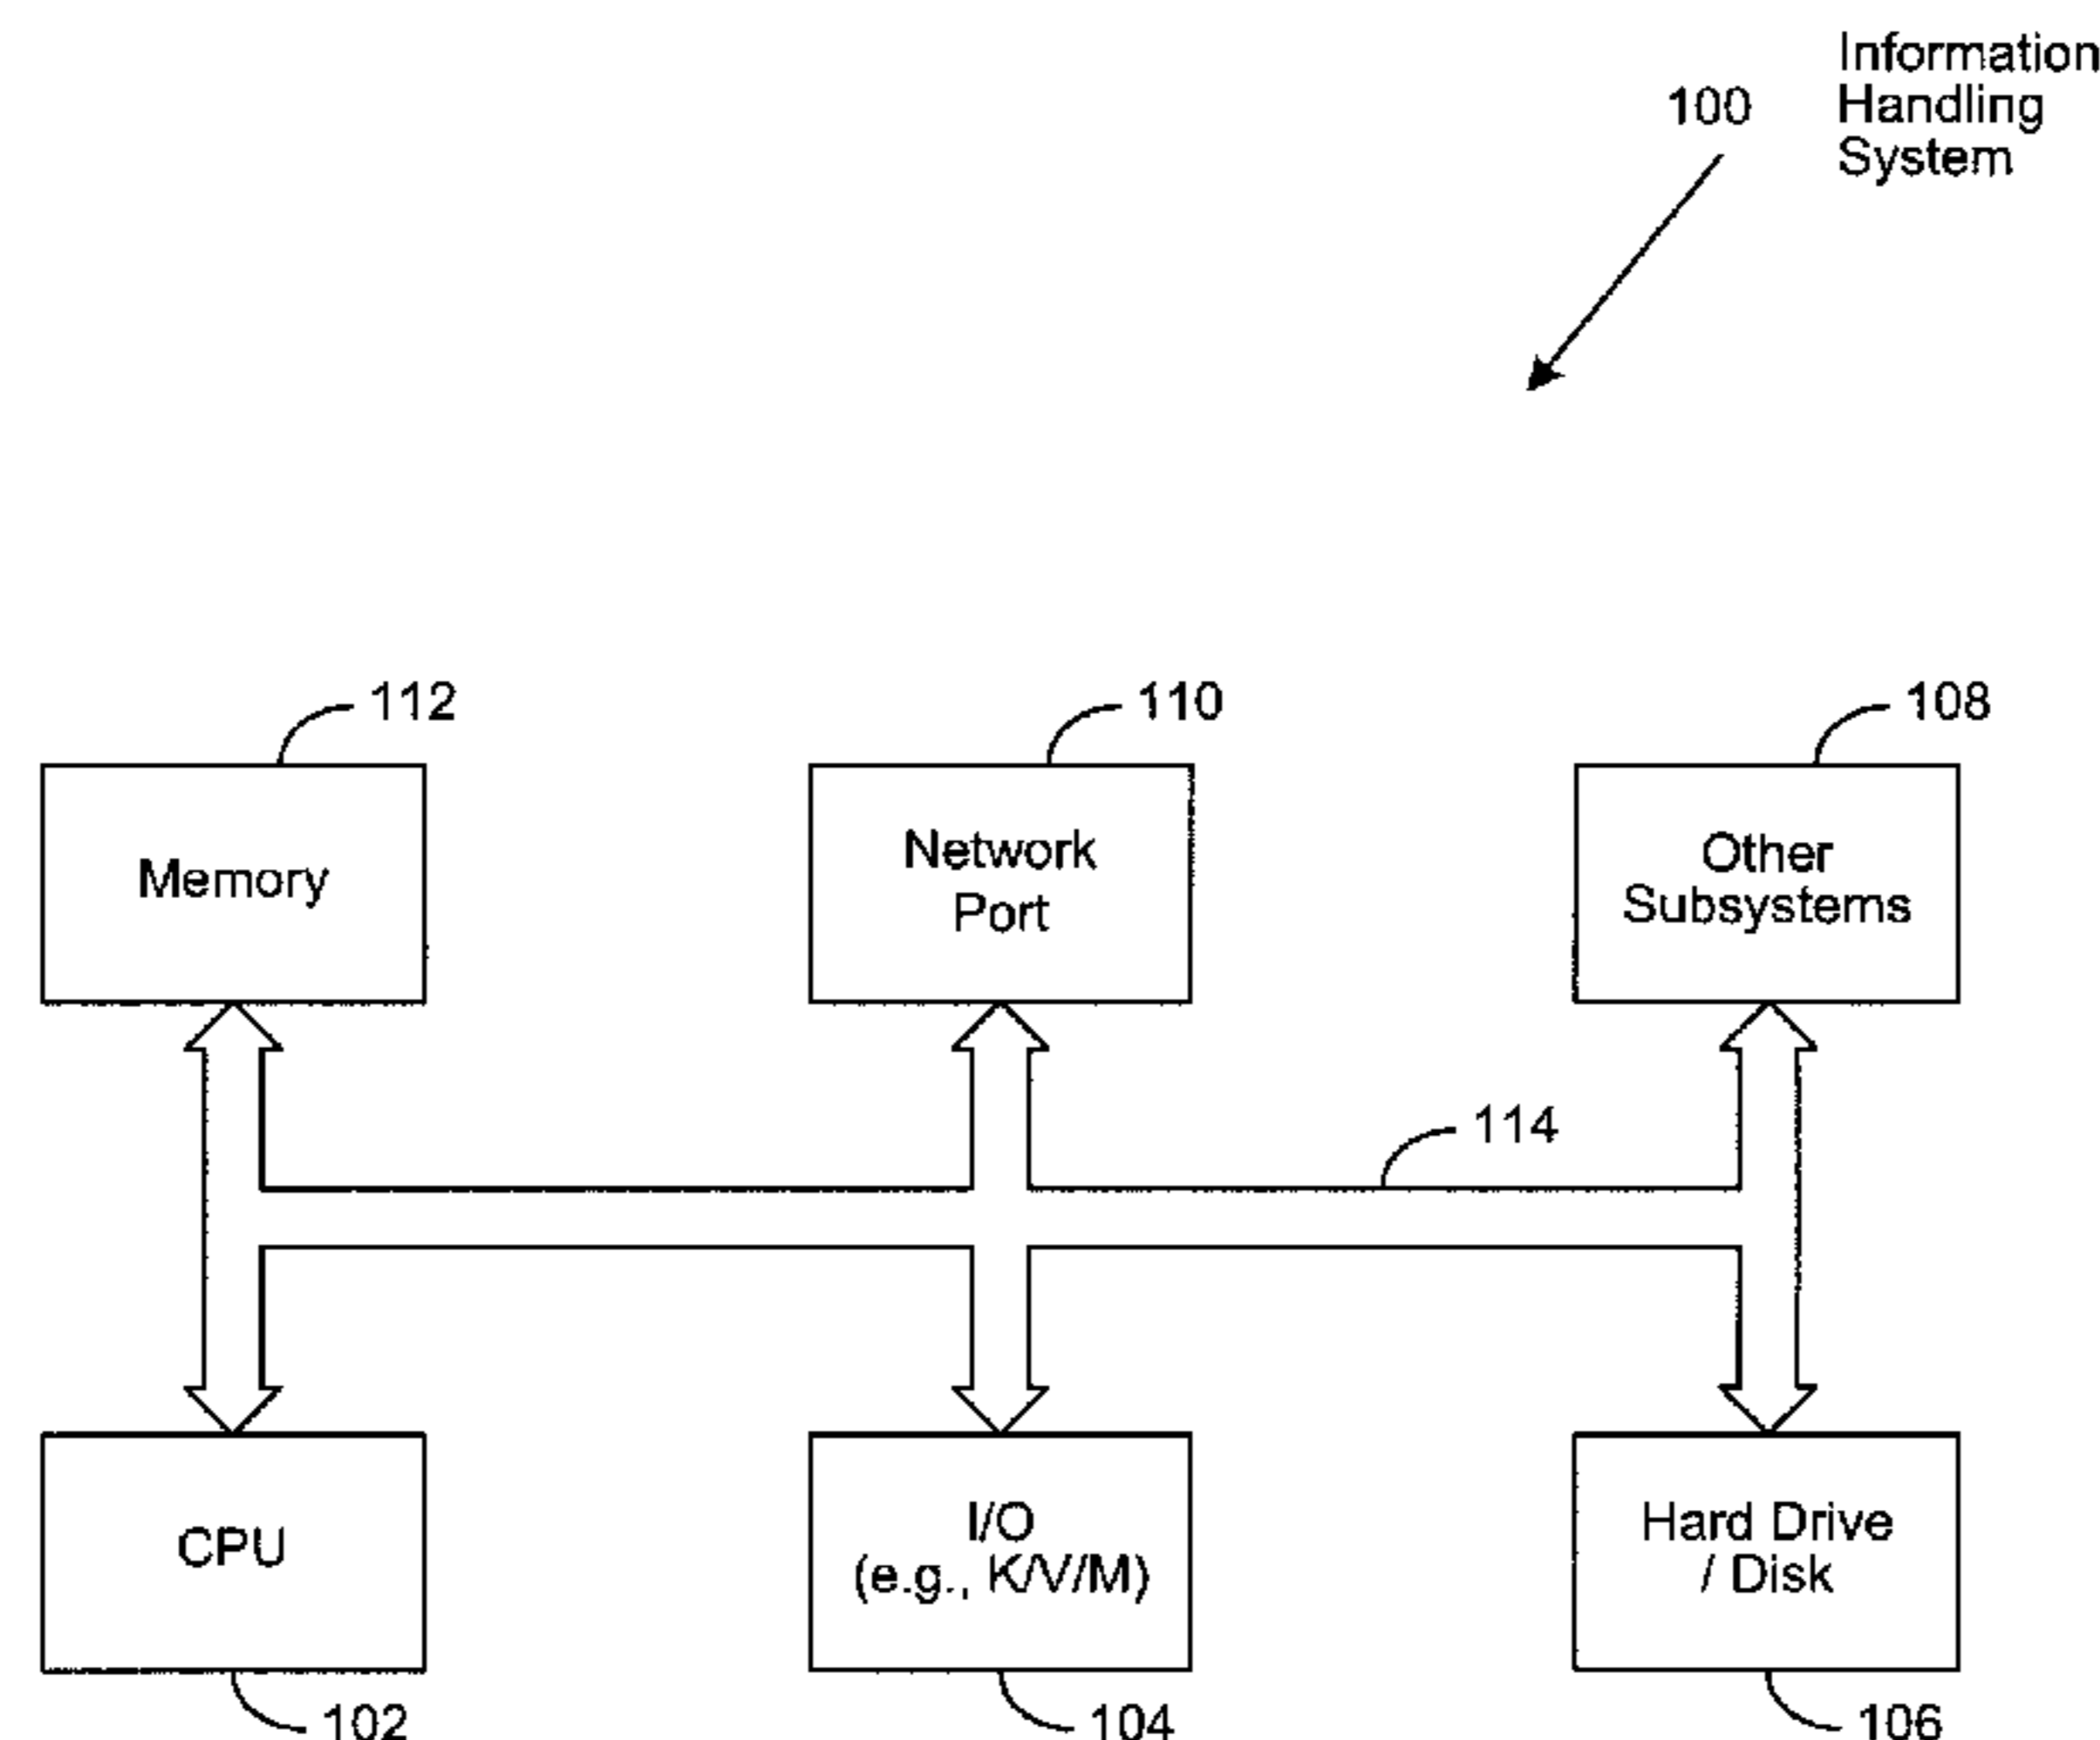 Information
100 Handling
System
112
110
108
Memory
Network
Port
Other
Subsystems
114
CPU
I/O
(e.g., K/V/M)
Hard Drive
/ Disk
102
104
106